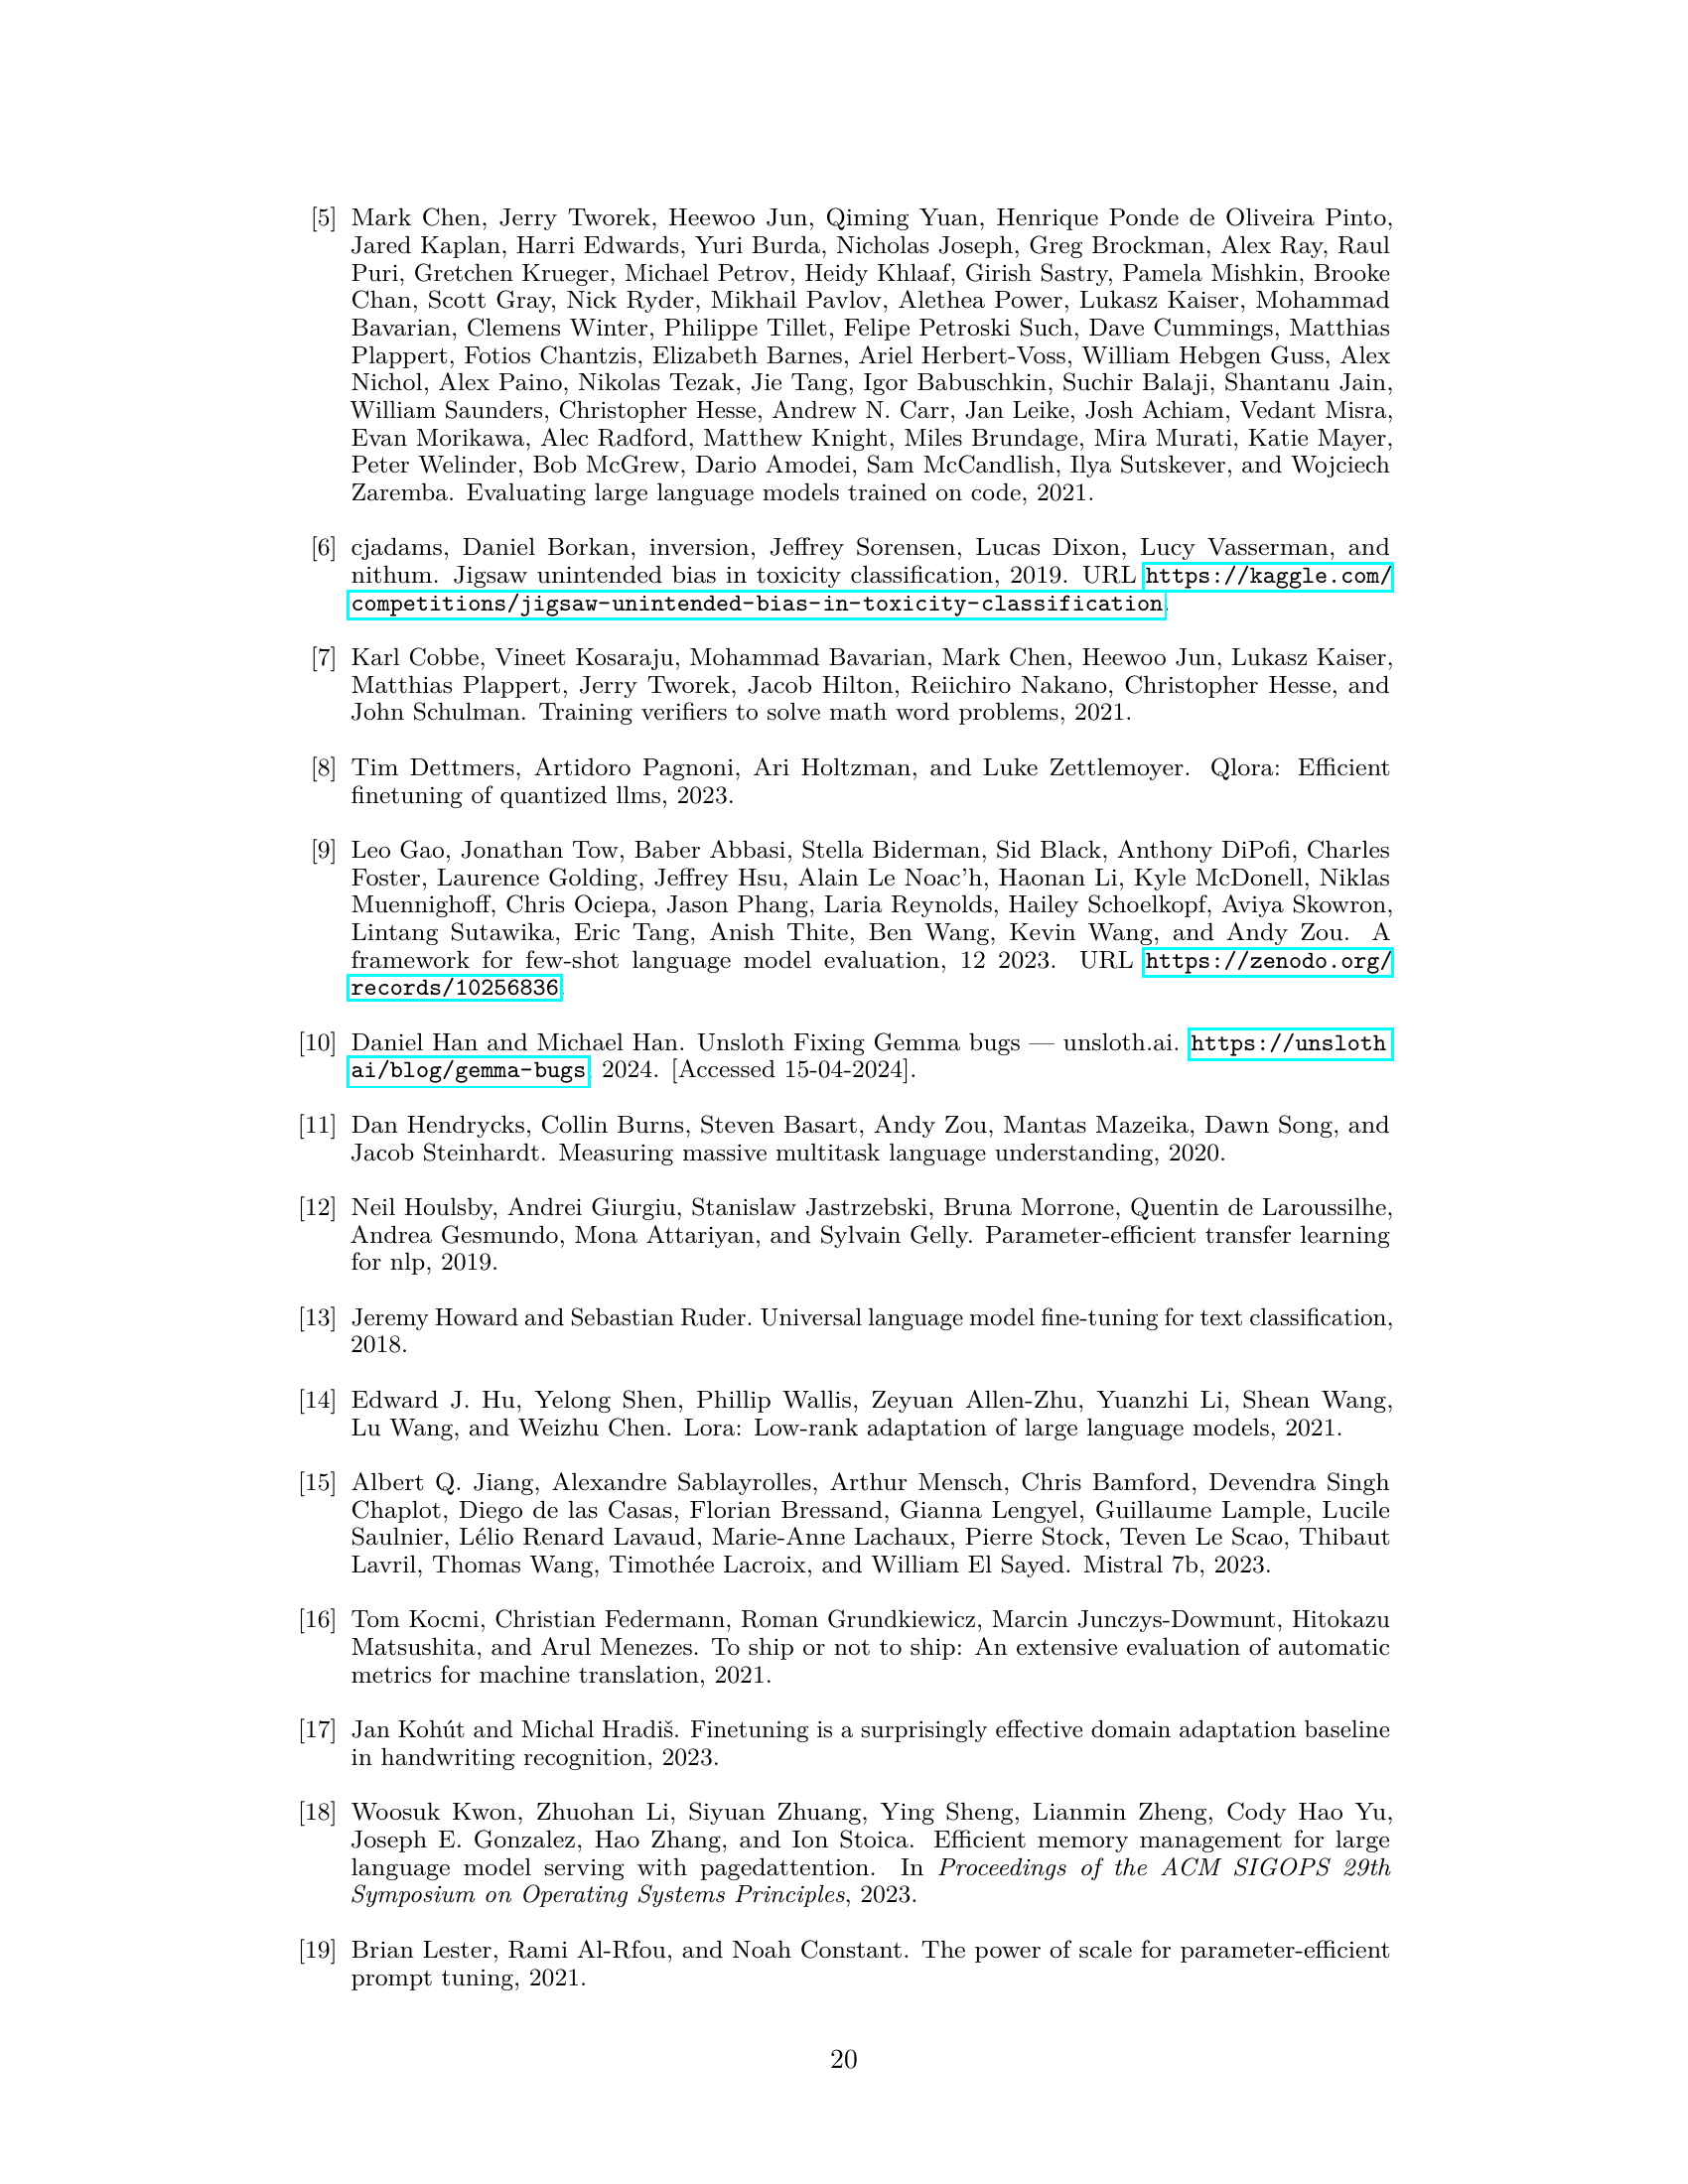 [5] Mark Chen, Jerry Tworek, Heewoo Jun, Qiming Yuan, Henrique Ponde de Oliveira Pinto,
Jared Kaplan, Harri Edwards, Yuri Burda, Nicholas Joseph, Greg Brockman, Alex Ray, Raul
Puri, Gretchen Krueger, Michael Petrov, Heidy Khlaaf, Girish Sastry, Pamela Mishkin, Brooke
Chan, Scott Gray, Nick Ryder, Mikhail Pavlov, Alethea Power, Lukasz Kaiser, Mohammad
Bavarian, Clemens Winter, Philippe Tillet, Felipe Petroski Such, Dave Cummings, Matthias
Plappert, Fotios Chantzis, Elizabeth Barnes, Ariel Herbert-Voss, William Hebgen Guss, Alex
Nichol, Alex Paino, Nikolas Tezak, Jie Tang, Igor Babuschkin, Suchir Balaji, Shantanu Jain,
William Saunders, Christopher Hesse, Andrew N. Carr, Jan Leike, Josh Achiam, Vedant Misra,
Evan Morikawa, Alec Radford, Matthew Knight, Miles Brundage, Mira Murati, Katie Mayer,
Peter Welinder, Bob McGrew, Dario Amodei, Sam McCandlish, Ilya Sutskever, and Wojciech
Zaremba. Evaluating large language models trained on code, 2021.
[6] cjadams, Daniel Borkan, inversion, Jeffrey Sorensen, Lucas Dixon, Lucy Vasserman, and
nithum. Jigsaw unintended bias in toxicity classification, 2019. URL https://kaggle.com/
competitions/jigsaw-unintended-bias-in-toxicity-classification.
[7] Karl Cobbe, Vineet Kosaraju, Mohammad Bavarian, Mark Chen, Heewoo Jun, Lukasz Kaiser,
Matthias Plappert, Jerry Tworek, Jacob Hilton, Reiichiro Nakano, Christopher Hesse, and
John Schulman. Training verifiers to solve math word problems, 2021.
[8] Tim Dettmers, Artidoro Pagnoni, Ari Holtzman, and Luke Zettlemoyer. Qlora: Efficient
finetuning of quantized llms, 2023.
[9] Leo Gao, Jonathan Tow, Baber Abbasi, Stella Biderman, Sid Black, Anthony DiPofi, Charles
Foster, Laurence Golding, Jeffrey Hsu, Alain Le Noac'h, Haonan Li, Kyle McDonell, Niklas
Muennighoff, Chris Ociepa, Jason Phang, Laria Reynolds, Hailey Schoelkopf, Aviya Skowron,
Lintang Sutawika, Eric Tang, Anish Thite, Ben Wang, Kevin Wang, and Andy Zou. A
framework for few-shot language model evaluation, 12 2023. URL https://zenodo.org/
records/10256836
[10] Daniel Han and Michael Han. Unsloth Fixing Gemma bugs — unsloth.ai. https://unsloth
ai/blog/gemma-bugs, 2024. [Accessed 15-04-2024].
[11] Dan Hendrycks, Collin Burns, Steven Basart, Andy Zou, Mantas Mazeika, Dawn Song, and
Jacob Steinhardt. Measuring massive multitask language understanding, 2020.
[12] Neil Houlsby, Andrei Giurgiu, Stanislaw Jastrzebski, Bruna Morrone, Quentin de Laroussilhe,
Andrea Gesmundo, Mona Attariyan, and Sylvain Gelly. Parameter-efficient transfer learning
for nlp, 2019.
[13] Jeremy Howard and Sebastian Ruder. Universal language model fine-tuning for text classification,
2018.
[14] Edward J. Hu, Yelong Shen, Phillip Wallis, Zeyuan Allen-Zhu, Yuanzhi Li, Shean Wang,
Lu Wang, and Weizhu Chen. Lora: Low-rank adaptation of large language models, 2021.
[15] Albert Q. Jiang, Alexandre Sablayrolles, Arthur Mensch, Chris Bamford, Devendra Singh
Chaplot, Diego de las Casas, Florian Bressand, Gianna Lengyel, Guillaume Lample, Lucile
Saulnier, Lélio Renard Lavaud, Marie-Anne Lachaux, Pierre Stock, Teven Le Scao, Thibaut
Lavril, Thomas Wang, Timothée Lacroix, and William El Sayed. Mistral 7b, 2023.
[16] Tom Kocmi, Christian Federmann, Roman Grundkiewicz, Marcin Junczys-Dowmunt, Hitokazu
Matsushita, and Arul Menezes. To ship or not to ship: An extensive evaluation of automatic
metrics for machine translation, 2021.
[17] Jan Kohút and Michal Hradiš. Finetuning is a surprisingly effective domain adaptation baseline
in handwriting recognition, 2023.
[18] Woosuk Kwon, Zhuohan Li, Siyuan Zhuang, Ying Sheng, Lianmin Zheng, Cody Hao Yu,
Joseph E. Gonzalez, Hao Zhang, and Ion Stoica. Efficient memory management for large
language model serving with pagedattention. In Proceedings of the ACM SIGOPS 29th
Symposium on Operating Systems Principles, 2023.
[19] Brian Lester, Rami Al-Rfou, and Noah Constant. The power of scale for parameter-efficient
prompt tuning, 2021.
20